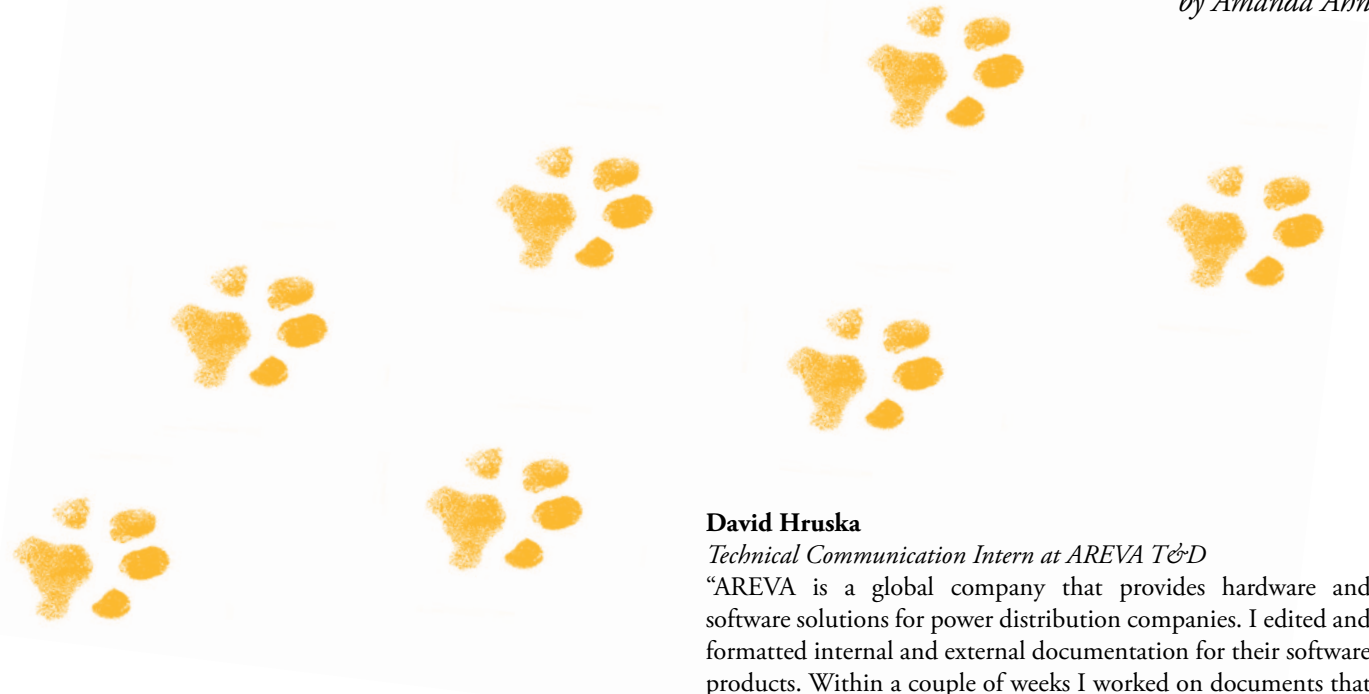 by Amanda Ahn
David Hruska
Technical Communication Intern at AREVA T&D
“AREVA is a global company that provides hardware and
software solutions for power distribution companies. I edited and
formatted internal and external documentation for their software
products. Within a couple of weeks I worked on documents that